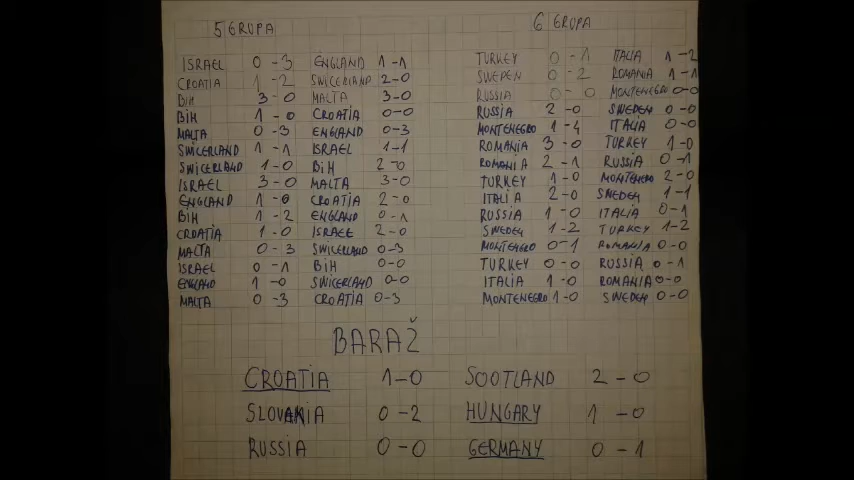 5 GRUPA
ISRAEL 0-3 ENGLAND 1-1
CROATIA 1-2 SWICERLAND 2-0
BIH 3-0 MALTA 3-0
BIH 1-0 CROATIA 0-0
MALTA 0-3 ENGLAND 0-3
SWICERLAND 1-1 ISRAEL 1-1
SWICERLAND 1-0 BIH 2-0
ISRAEL 3-0 MALTA 3-0
ENGLAND 1-0 CROATIA 2-0
BIH 1-2 ENGLAND 0-1
CROATIA 1-0 ISRAEL 2-0
MALTA 0-3 SWICERLAND 0-3
ISRAEL 0-1 BIH 0-0
ENGLAND 1-0 SWICERLAND 0-0
MALTA 0-3 CROATIA 0-3
6 GRUPA
TURKEY 0-1 ITALIA 1-2
SWEDEN 0-2 ROMANIA 1-1
RUSSIA 0-0 MONTENEGRO 0-0
RUSSIA 2-0 SWEDEN 0-0
MONTENEGRO 1-4 ITALIA 0-0
ROMANIA 3-0 TURKEY 1-0
ROMANIA 2-1 RUSSIA 0-1
TURKEY 1-0 MONTENEGRO 2-0
ITALIA 2-0 SWEDEN 1-1
RUSSIA 1-0 ITALIA 0-1
SWEDEN 1-2 TURKEY 1-2
MONTENEGRO 0-1 ROMANIA 0-0
TURKEY 0-0 RUSSIA 0-1
ITALIA 1-0 ROMANIA 0-0
MONTENEGRO 1-0 SWEDEN 0-0
BARAŽ
CROATIA 1-0 SCOTLAND 2-0
SLOVAKIA 0-2 HUNGARY 1-0
RUSSIA 0-0 GERMANY 0-1